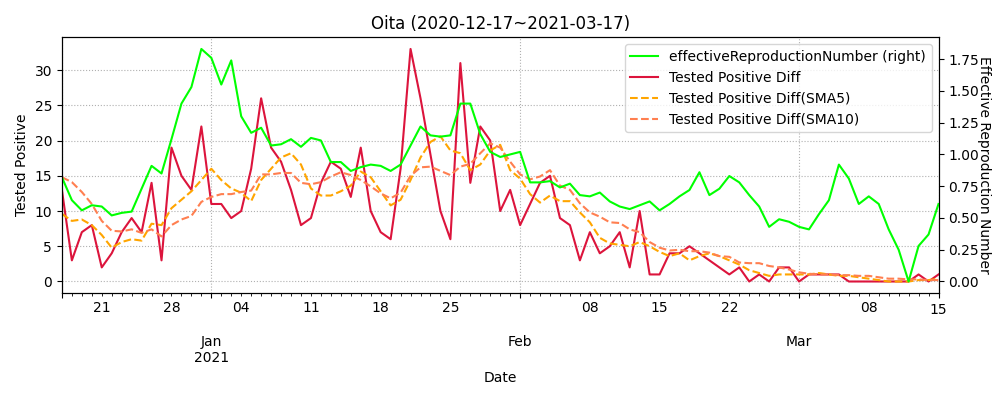 Oita (2020-12-17~2021-03-17)
effectiveReproductionNumber (right)
Tested Positive Diff
Tested Positive Diff(SMA5)
Tested Positive Diff(SMA10)
Tested Positive
30
25
20
15
10
5
0
Effective Reproduction Number
1.75
1.50
1.25
1.00
0.75
0.50
0.25
0.00
21 28 04 11 18 25 08 15 22 08 15
Jan Feb Mar
2021
Date